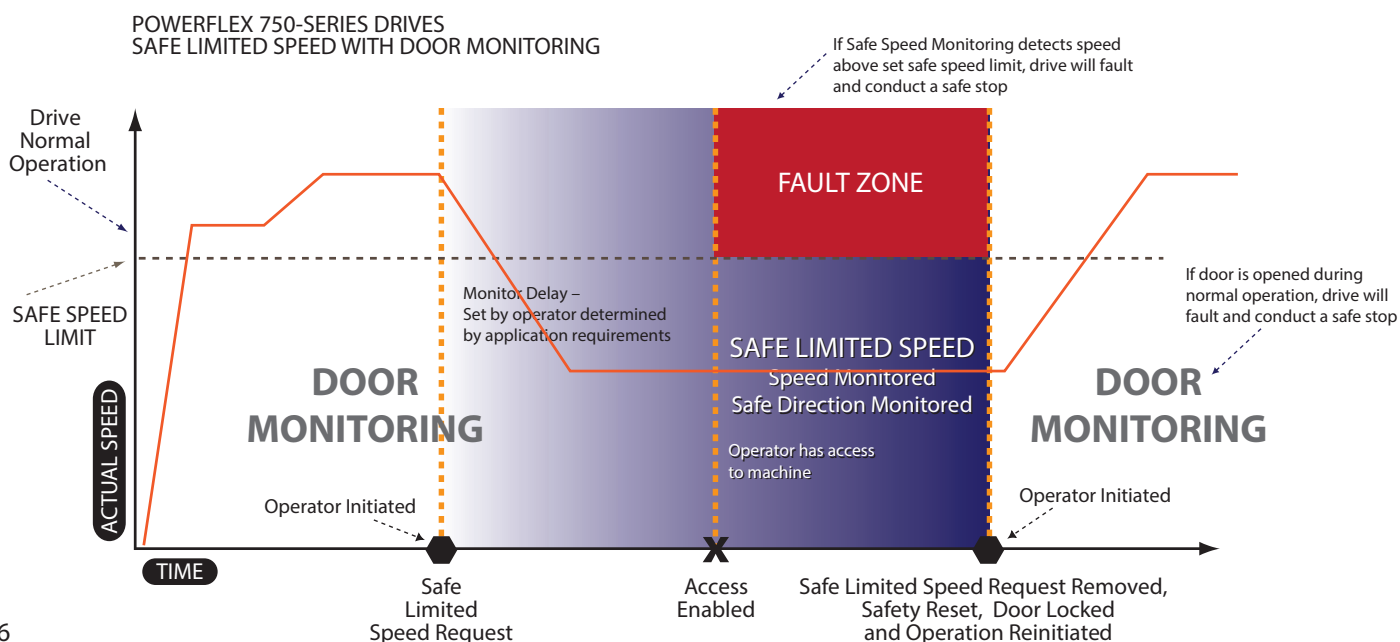 POWERFLEX 750-SERIES DRIVES
SAFE LIMITED SPEED WITH DOOR MONITORING
If Safe Speed Monitoring detects speed
above set safe speed limit, drive will fault
and conduct a safe stop
Drive
Normal
Operation
FAULT ZONE
SAFE SPEED
LIMIT
Monitor Delay –
Set by operator determined
by application requirements
If door is opened during
normal operation, drive will
fault and conduct a safe stop
SAFE LIMITED SPEED
Speed Monitored
Safe Direction Monitored
DOOR
MONITORING
DOOR
MONITORING
Operator has access
to machine
ACTUAL SPEED
Operator Initiated
Operator Initiated
X
TIME
Safe
Limited
Speed Request
Access
Enabled
Safe Limited Speed Request Removed,
Safety Reset, Door Locked
and Operation Reinitiated
6